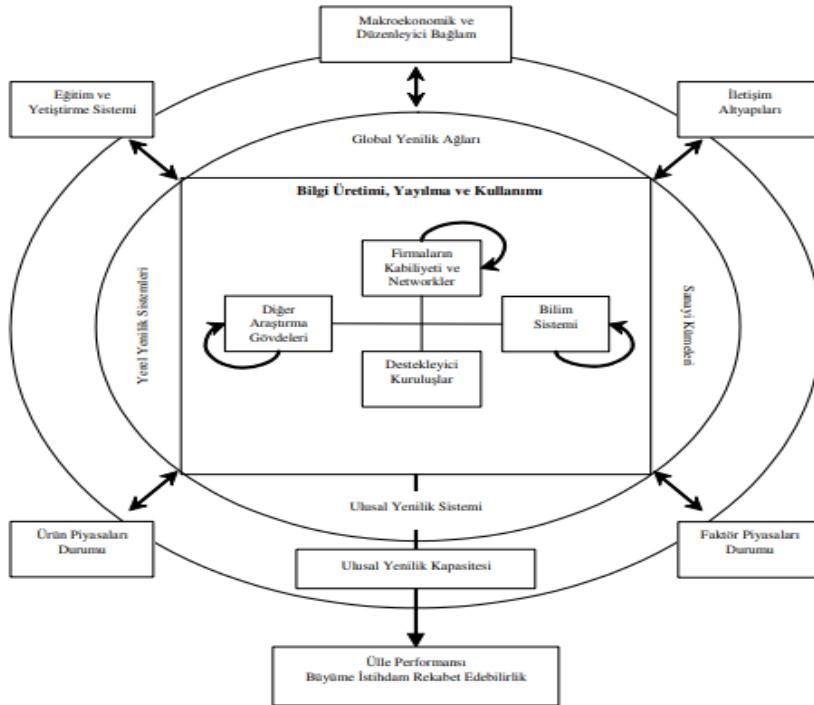 Makroekonomik ve
Düzenleyici Bağlam
Eğitim ve
Yetiştirme Sistemi
İletişim
Altyapıları
Global Yenilik Ağları
Bilgi Üretimi, Yayılma ve Kullanımı
Firmaların
Kabiliyeti ve
Networkler
Diğer
Araştırma
Gövdeleri
Bilim
Sistemi
Destekleyici
Kuruluşlar
Yerel Yenilik Sistemleri
Sanayi Kümeleri
Ulusal Yenilik Sistemi
Ürün Piyasaları
Durumu
Faktör Piyasaları
Durumu
Ulusal Yenilik Kapasitesi
Ülle Performansı
Büyüme İstihdam Rekabet Edebilirlik